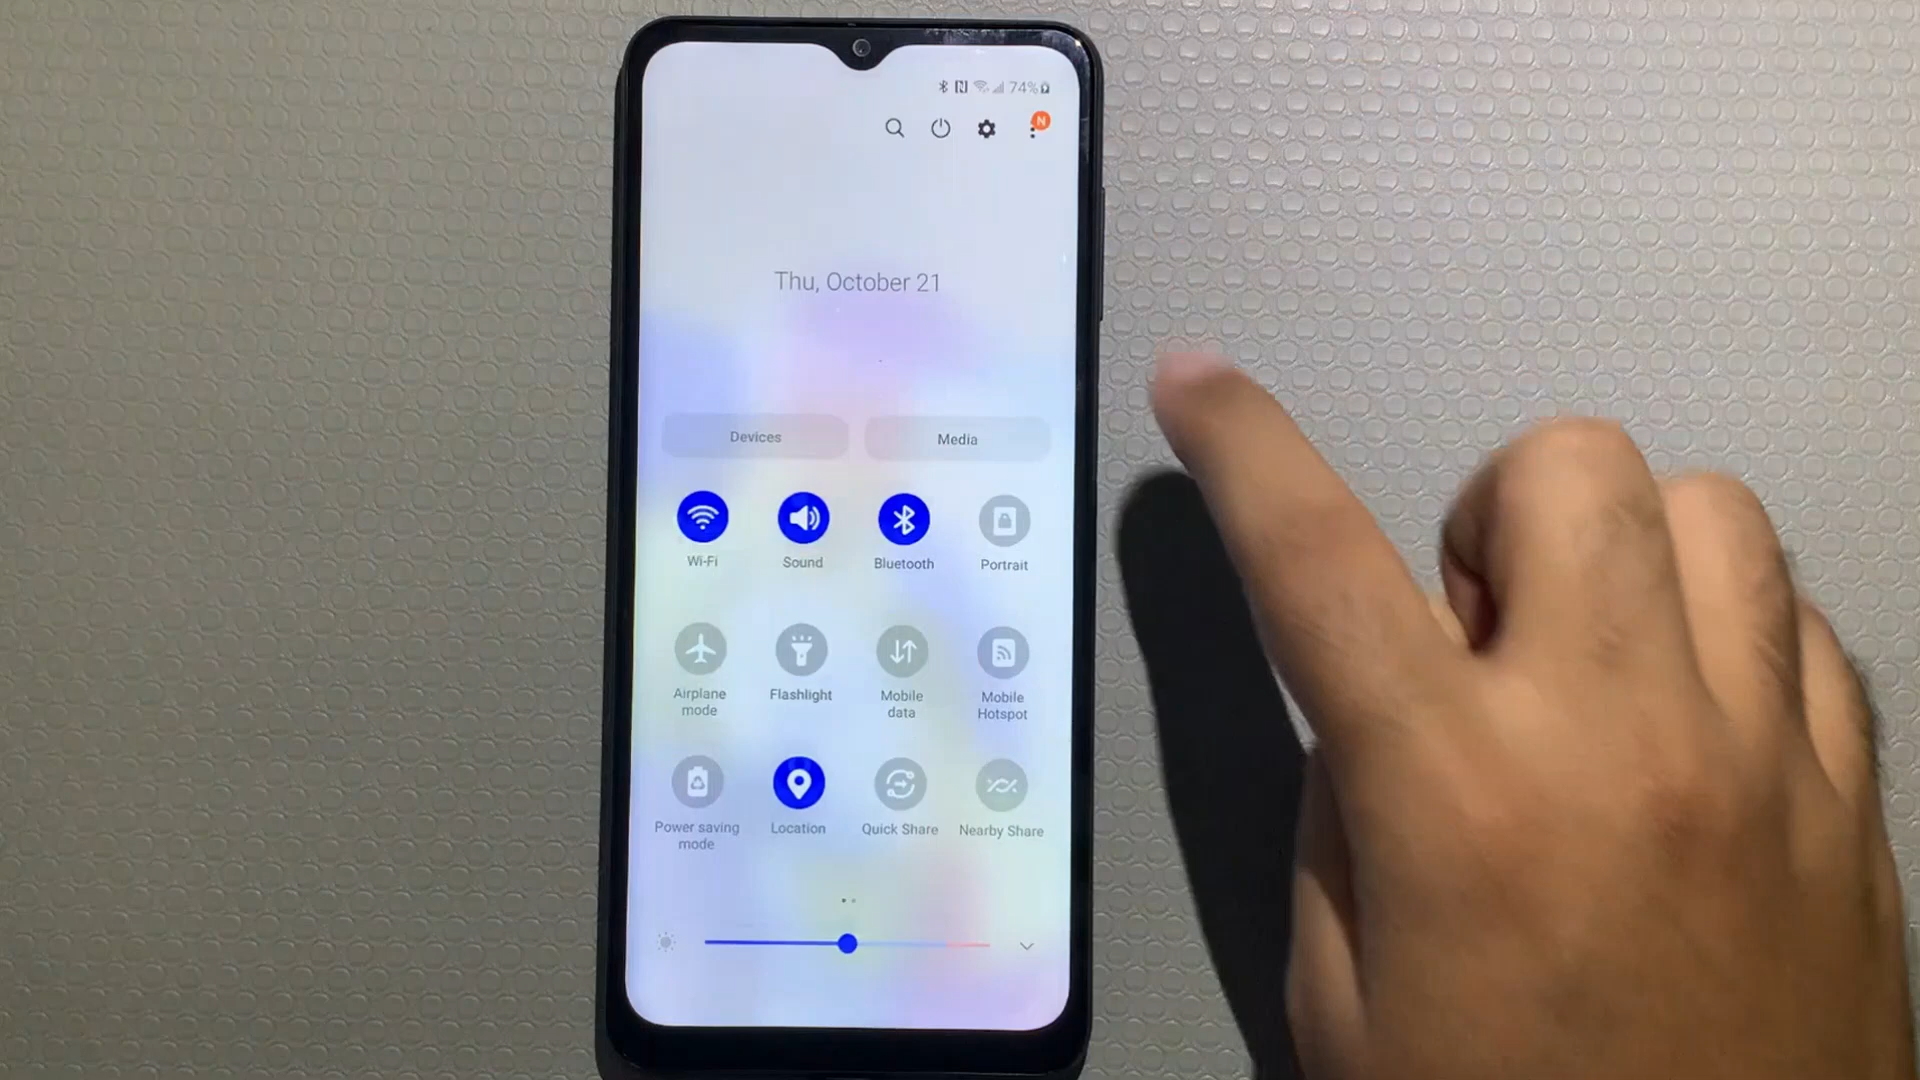 74%
N
Thu, October 21
Devices
Media
Wi-Fi
Sound
Bluetooth
Portrait
Airplane
mode
Flashlight
Mobile
data
Mobile
Hotspot
Power saving
mode
Location
Quick Share
Nearby Share